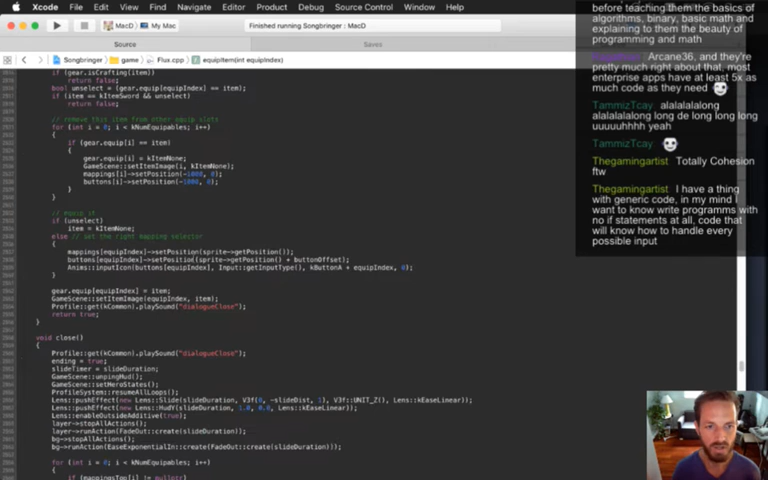 Xcode File Edit View Find Navigate Editor Product Debug Source Control Window Help
MacD My Mac Finished running Songbringer : MacD
Source Saves
Songbringer game Flux.cpp equipItem(int equipIndex)
if (gear.isCrafting(item))
return false;
bool unselect = (gear.equip[equipIndex] == item);
if (item == kItemSword && unselect)
return false;
// remove this item from other equip slots
for (int i = 0; i < kNumEquipables; i++)
{
if (gear.equip[i] == item)
{
gear.equip[i] = kItemNone;
GameScene::setItemImage(i, kItemNone);
mappings[i]->setPosition(-1000, 0);
buttons[i]->setPosition(-1000, 0);
}
}
// equip it
if (unselect)
item = kItemNone;
else // set the right mapping selector
{
mappings[equipIndex]->setPosition(sprite->getPosition());
buttons[equipIndex]->setPosition(sprite->getPosition() + buttonOffset);
Anims::inputIcon(buttons[equipIndex], Input::getInputType(), kButtonA + equipIndex, 0);
}
gear.equip[equipIndex] = item;
GameScene::setItemImage(equipIndex, item);
Profile::get(kCommon).playSound("dialogueClose");
return true;
}
void close()
{
Profile::get(kCommon).playSound("dialogueClose");
ending = true;
slideTimer = slideDuration;
GameScene::unpingHud();
GameScene::setHeroStates();
ProfileSystem::resumeAllLoops();
Lens::pushEffect(new Lens::Slide(slideDuration, V3f(0, -slideDist, 1), V3f::UNIT_Z(), Lens::kEaseLinear));
Lens::pushEffect(new Lens::HudY(slideDuration, 1.0, 0.0, Lens::kEaseLinear));
Lens::enableOutsideAdditive(true);
layer->stopAllActions();
layer->runAction(FadeOut::create(slideDuration));
bg->stopAllActions();
bg->runAction(EaseExponentialIn::create(FadeOut::create(slideDuration)));
for (int i = 0; i < kNumEquipables; i++)
{
if (mappingsTop[i] != nullptr)
before teaching them the basics of
algorithms, binary, basic math and
explaining to them the beauty of
programming and math
Arcane36, and they're
pretty much right about that, most
enterprise apps have at least 5x as
much code as they need
TammizTcay alalalalalong
alalalalalong long de long long long
uuuuuhhhh yeah
TammizTcay
Thegamingartist Totally Cohesion
ftw
Thegamingartist I have a thing
with generic code, in my mind I
want to know write programms with
no if statements at all, code that
will know how to handle every
possible input